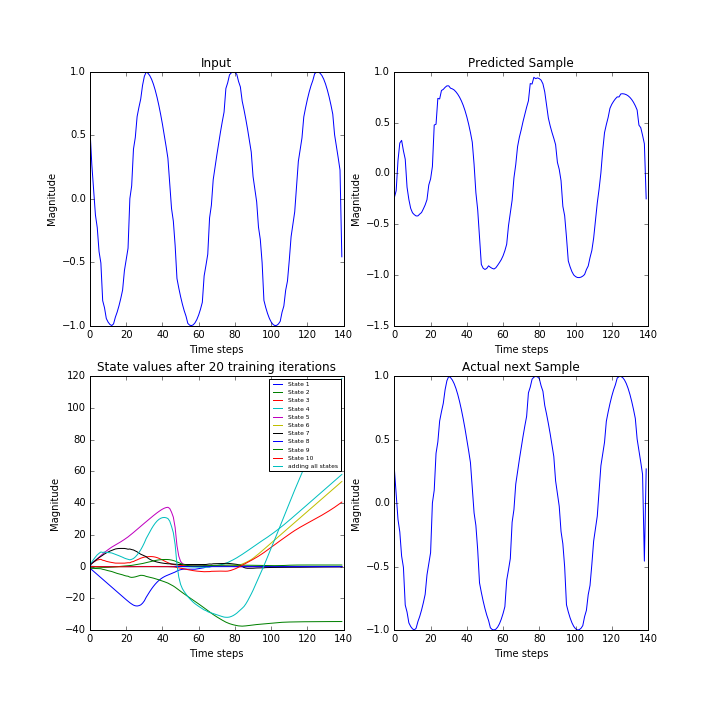 Input
Magnitude
1.0
0.5
0.0
−0.5
−1.0
0 20 40 60 80 100 120 140
Time steps
Predicted Sample
Magnitude
1.0
0.5
0.0
−0.5
−1.0
−1.5
0 20 40 60 80 100 120 140
Time steps
State values after 20 training iterations
Magnitude
120
100
80
60
40
20
0
−20
−40
0 20 40 60 80 100 120 140
Time steps
State 1
State 2
State 3
State 4
State 5
State 6
State 7
State 8
State 9
State 10
adding all states
Actual next Sample
Magnitude
1.0
0.5
0.0
−0.5
−1.0
0 20 40 60 80 100 120 140
Time steps